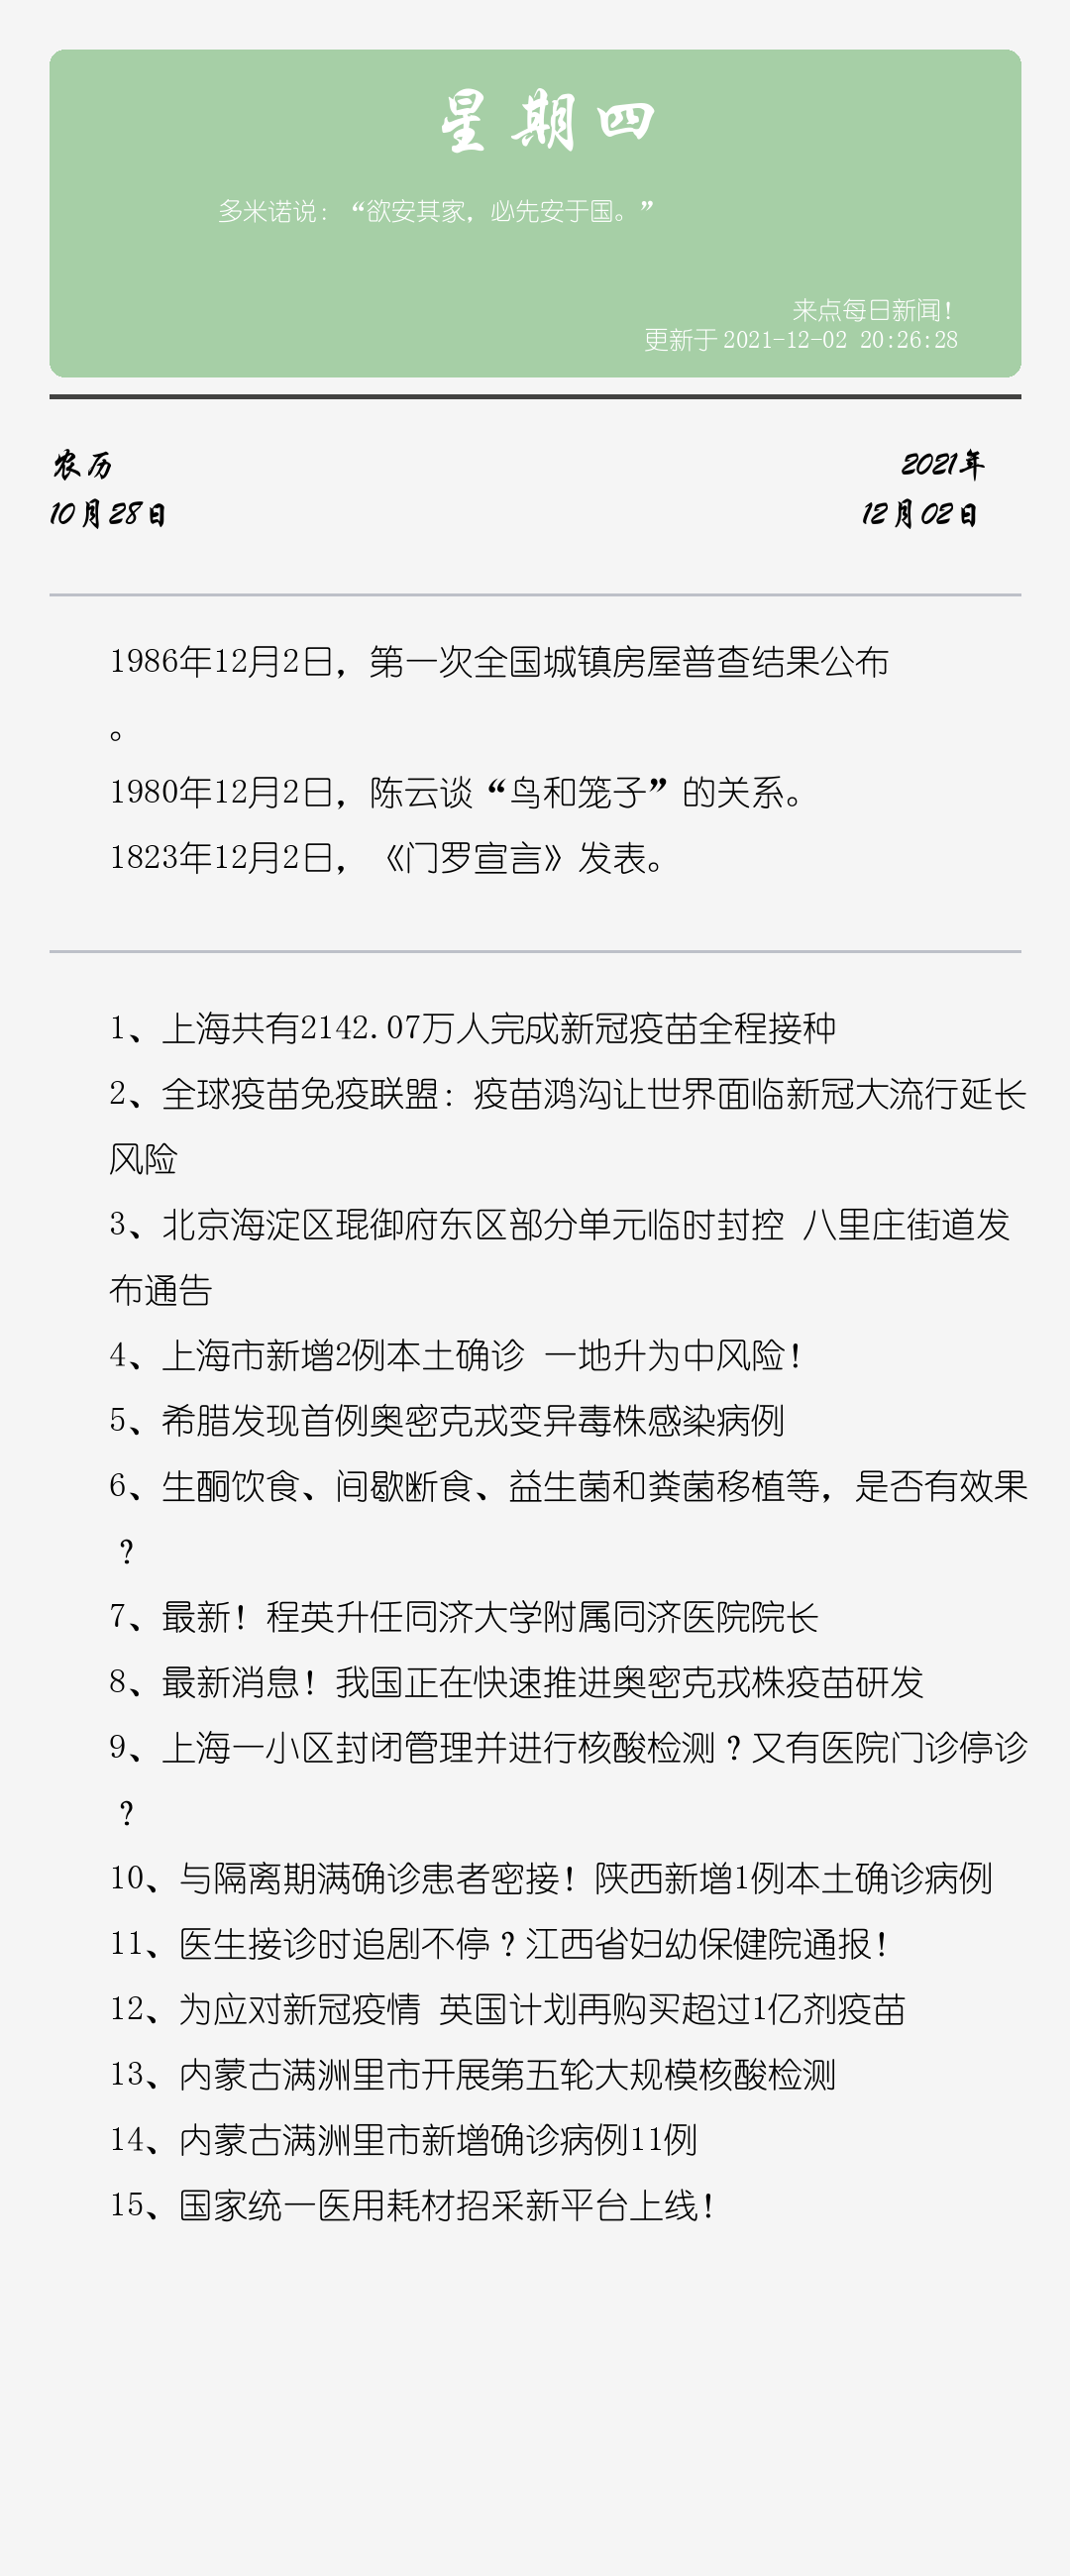 星期四
多米诺说：“欲安其家，必先安于国。”
来点每日新闻！
更新于 2021-12-02 20:26:28
农历
10月28日
2021年
12月02日
1986年12月2日，第一次全国城镇房屋普查结果公布
。
1980年12月2日，陈云谈“鸟和笼子”的关系。
1823年12月2日，《门罗宣言》发表。
1、上海共有2142.07万人完成新冠疫苗全程接种
2、全球疫苗免疫联盟：疫苗鸿沟让世界面临新冠大流行延长
风险
3、北京海淀区琨御府东区部分单元临时封控 八里庄街道发
布通告
4、上海市新增2例本土确诊 一地升为中风险！
5、希腊发现首例奥密克戎变异毒株感染病例
6、生酮饮食、间歇断食、益生菌和粪菌移植等，是否有效果
？
7、最新！程英升任同济大学附属同济医院院长
8、最新消息！我国正在快速推进奥密克戎株疫苗研发
9、上海一小区封闭管理并进行核酸检测？又有医院门诊停诊
？
10、与隔离期满确诊患者密接！陕西新增1例本土确诊病例
11、医生接诊时追剧不停？江西省妇幼保健院通报！
12、为应对新冠疫情 英国计划再购买超过1亿剂疫苗
13、内蒙古满洲里市开展第五轮大规模核酸检测
14、内蒙古满洲里市新增确诊病例11例
15、国家统一医用耗材招采新平台上线！